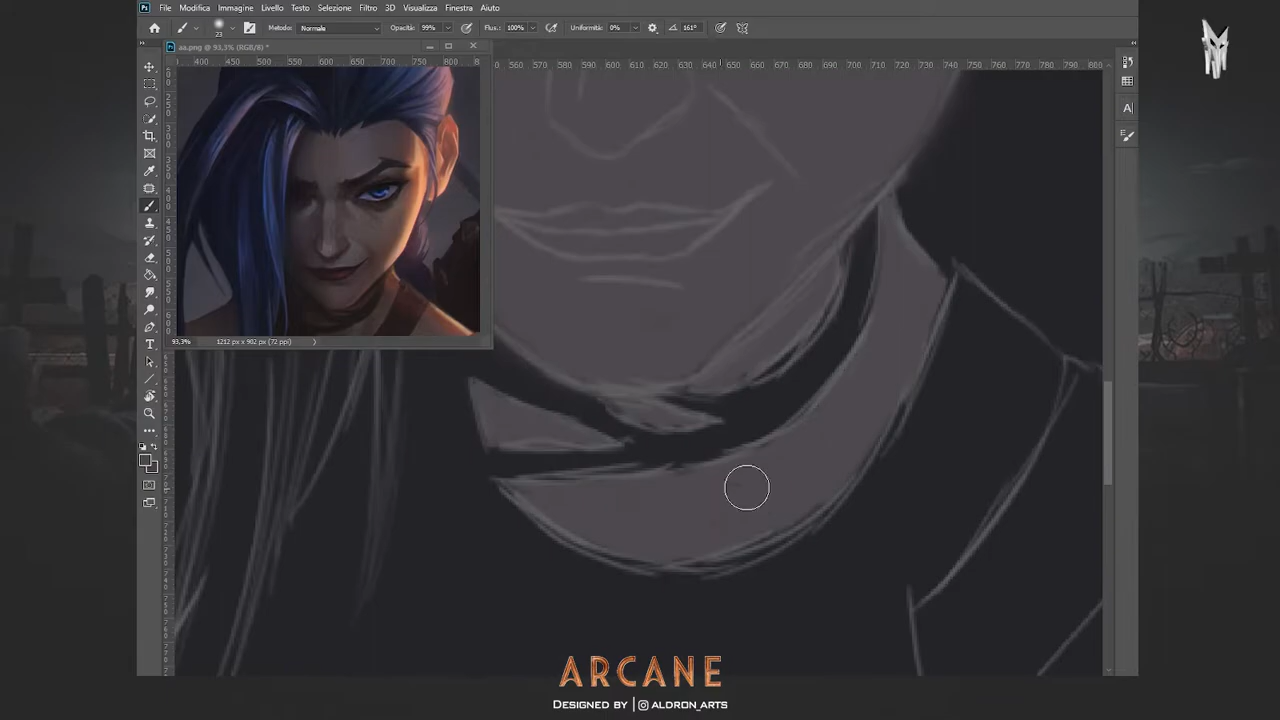 File Modifica Immagine Livello Testo Selezione Filtro 3D Visualizza Finestra Aiuto
23 Metodo: Normale Opacità: 99% Flus.: 100% Uniformità: 0% 161°
aa.png @ 93,3% (RGB/8) *
400 450 500 550 600 650 700 750 800
560 570 580 590 600 610 620 630 640 650 660 670 680 690 700 710 720 730 740 750 760 770 780 790 800
93,3% 1212 px x 902 px (72 ppi)
ARCANE
DESIGNED BY | ALDRON_ARTS